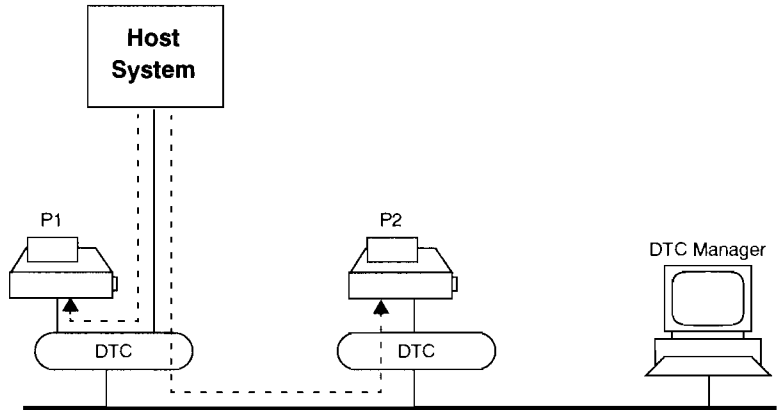 Host
System
P1
P2
DTC Manager
DTC
DTC